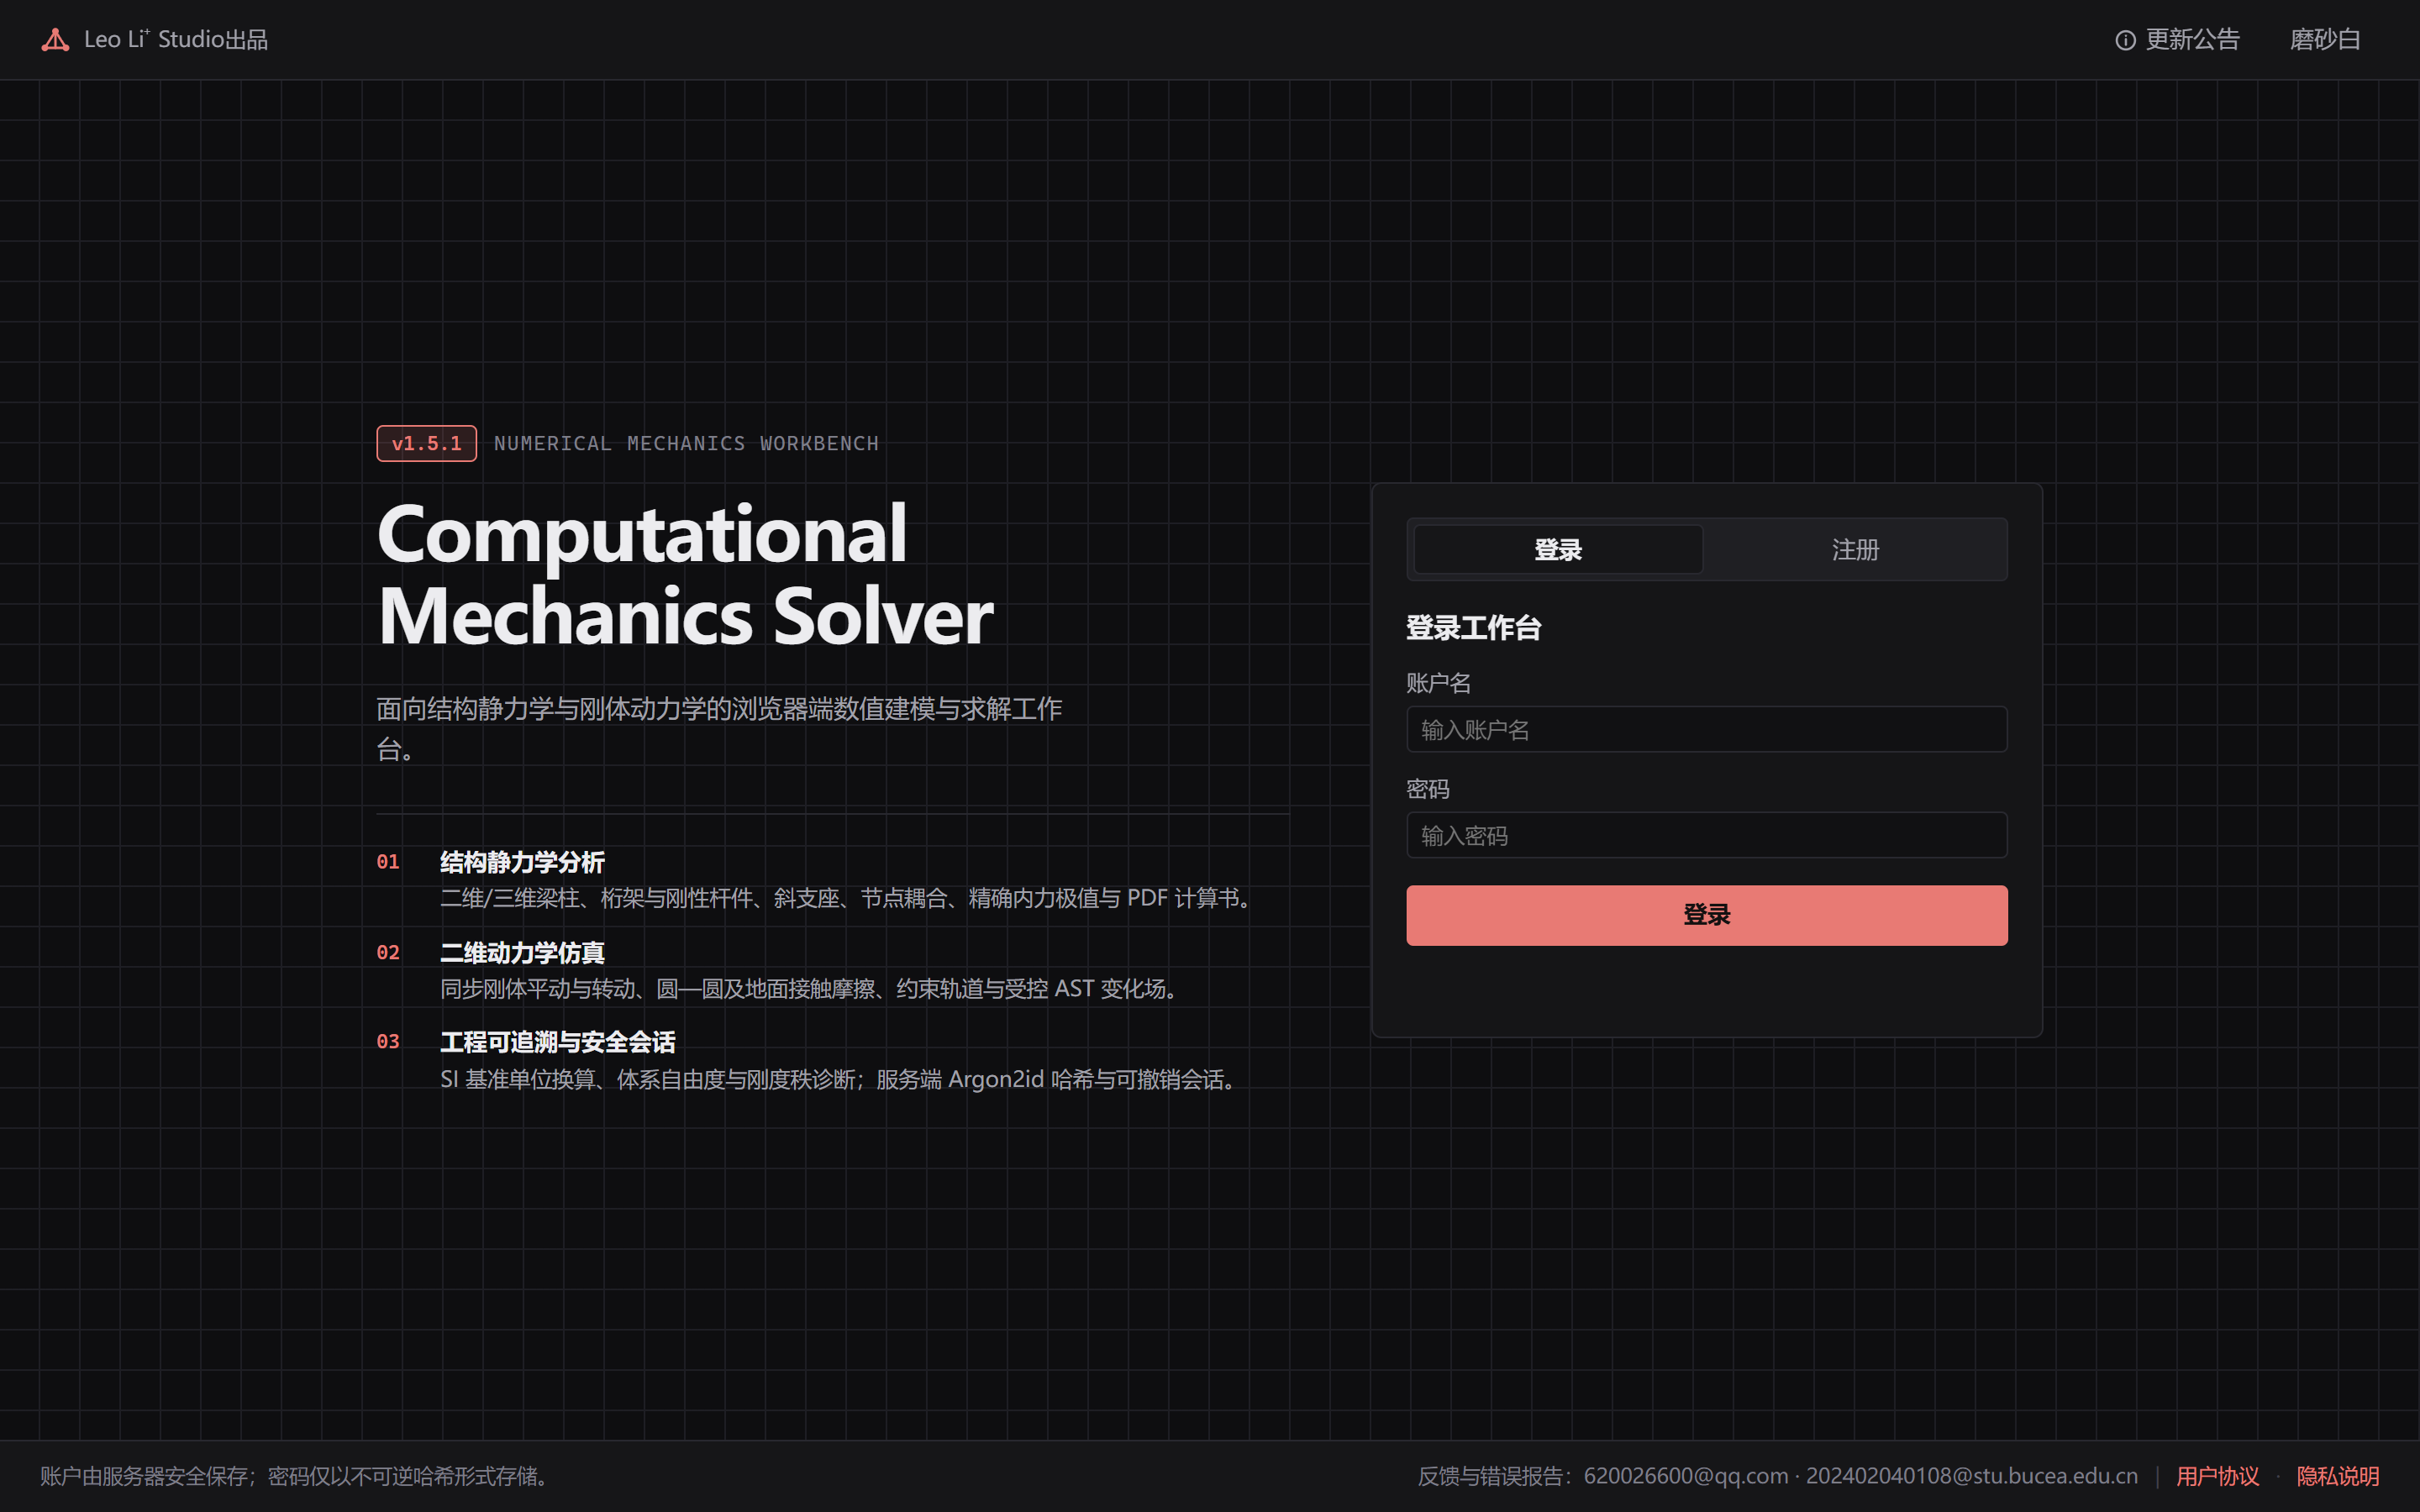 Leo Li⁺ Studio出品
更新公告
磨砂白
v1.5.1 NUMERICAL MECHANICS WORKBENCH
Computational
Mechanics Solver
面向结构静力学与刚体动力学的浏览器端数值建模与求解工作
台。
01 结构静力学分析
二维/三维梁柱、桁架与刚性杆件、斜支座、节点耦合、精确内力极值与 PDF 计算书。
02 二维动力学仿真
同步刚体平动与转动、圆—圆及地面接触摩擦、约束轨道与受控 AST 变化场。
03 工程可追溯与安全会话
SI 基准单位换算、体系自由度与刚度秩诊断；服务端 Argon2id 哈希与可撤销会话。
登录 注册
登录工作台
账户名
输入账户名
密码
输入密码
登录
账户由服务器安全保存；密码仅以不可逆哈希形式存储。
反馈与错误报告：620026600@qq.com · 202402040108@stu.bucea.edu.cn | 用户协议 · 隐私说明